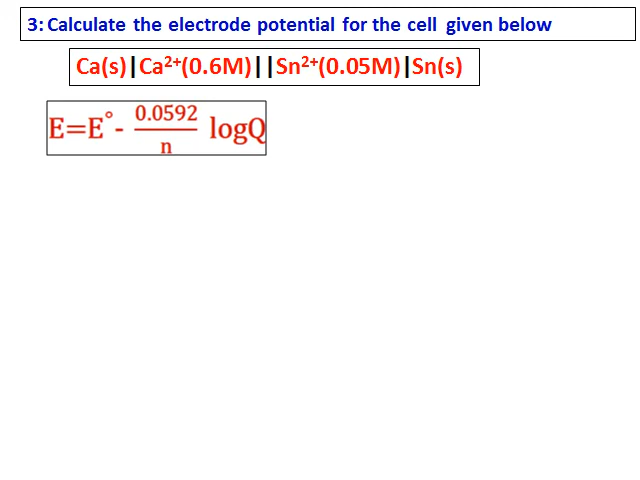 3: Calculate the electrode potential for the cell given below
Ca(s)|Ca²⁺(0.6M)||Sn²⁺(0.05M)|Sn(s)
E=E° - 0.0592/n logQ